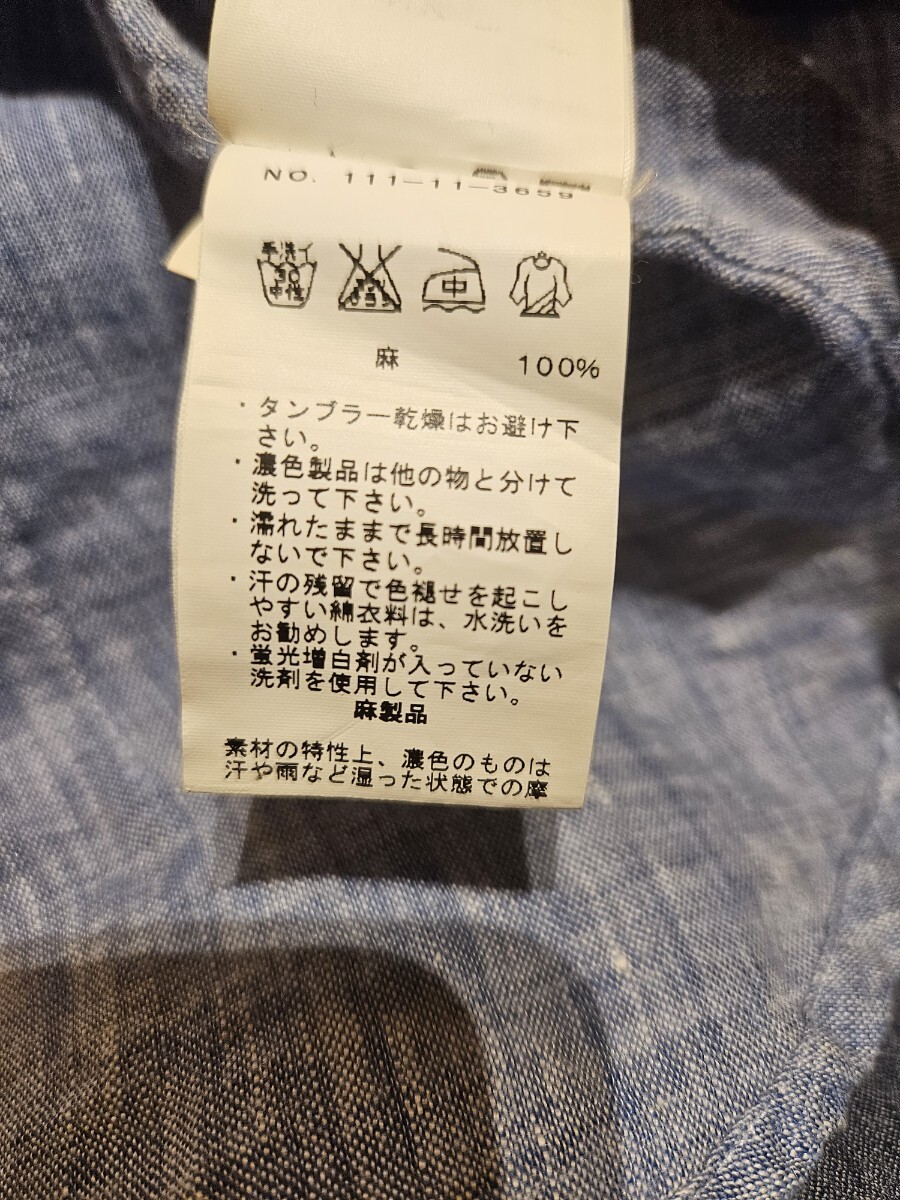 NO. 111-11-3659
手洗イ
30
中性
中
麻 100%
・タンブラー乾燥はお避け下
さい。
・濃色製品は他の物と分けて
洗って下さい。
・濡れたままで長時間放置し
ないで下さい。
・汗の残留で色褪せを起こし
やすい綿衣料は、水洗いを
お勧めします。
・蛍光増白剤が入っていない
洗剤を使用して下さい。
麻製品
素材の特性上、濃色のものは
汗や雨など湿った状態での摩